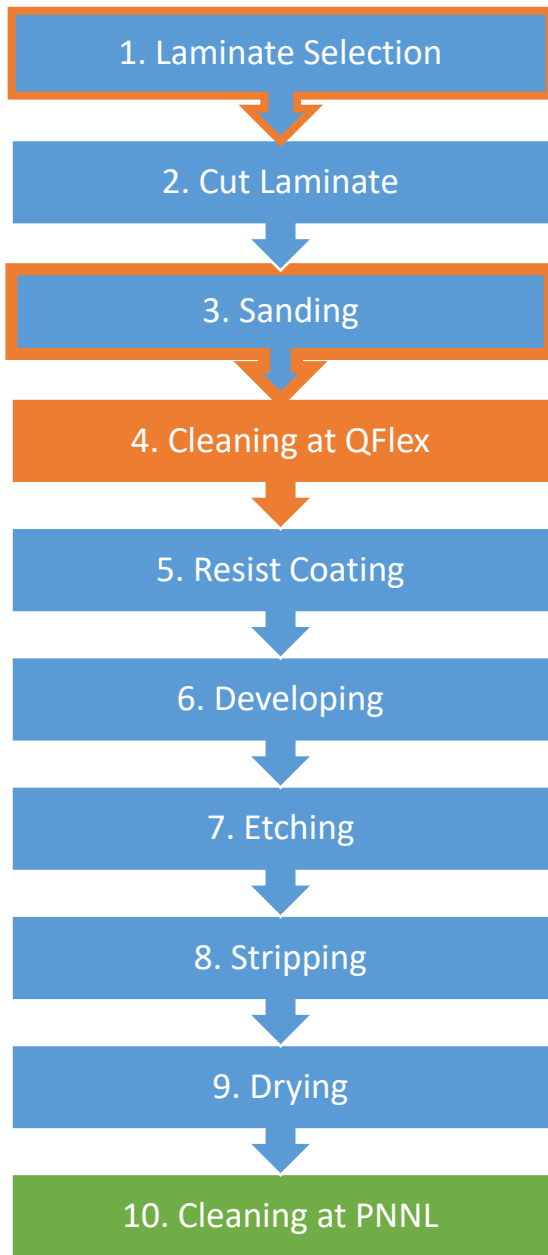 1. Laminate Selection
2. Cut Laminate
3. Sanding
4. Cleaning at QFlex
5. Resist Coating
6. Developing
7. Etching
8. Stripping
9. Drying
10. Cleaning at PNNL